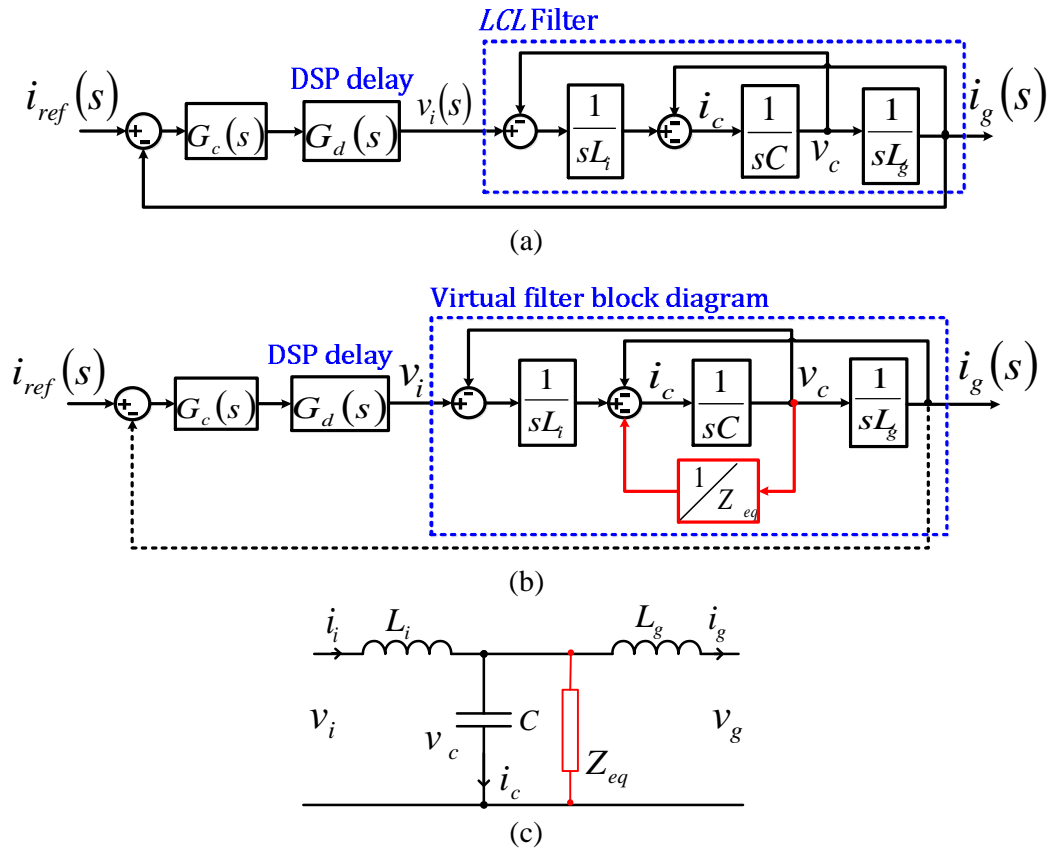 LCL Filter
DSP delay
i_ref(s)
+
-
G_c(s)
G_d(s)
v_i(s)
+
-
1/sL_i
+
-
i_c
1/sC
v_c
1/sL_g
i_g(s)
(a)
Virtual filter block diagram
DSP delay
i_ref(s)
+
-
G_c(s)
G_d(s)
v_i
+
-
1/sL_i
+
-
-
i_c
1/sC
v_c
1/sL_g
i_g(s)
1/Z_eq
(b)
i_i
L_i
L_g
i_g
v_i
v_c
C
i_c
Z_eq
v_g
(c)